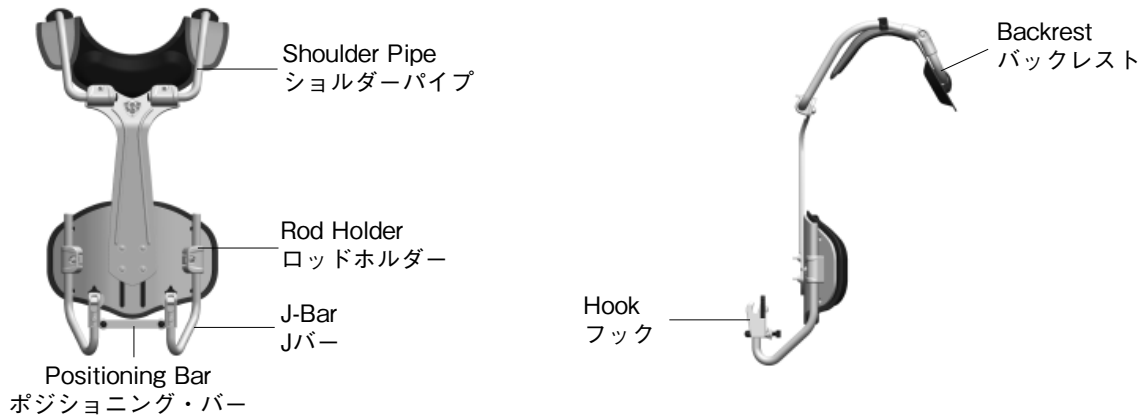 Shoulder Pipe
ショルダーパイプ
Rod Holder
ロッドホルダー
J-Bar
Jバー
Positioning Bar
ポジショニング・バー
Backrest
バックレスト
Hook
フック